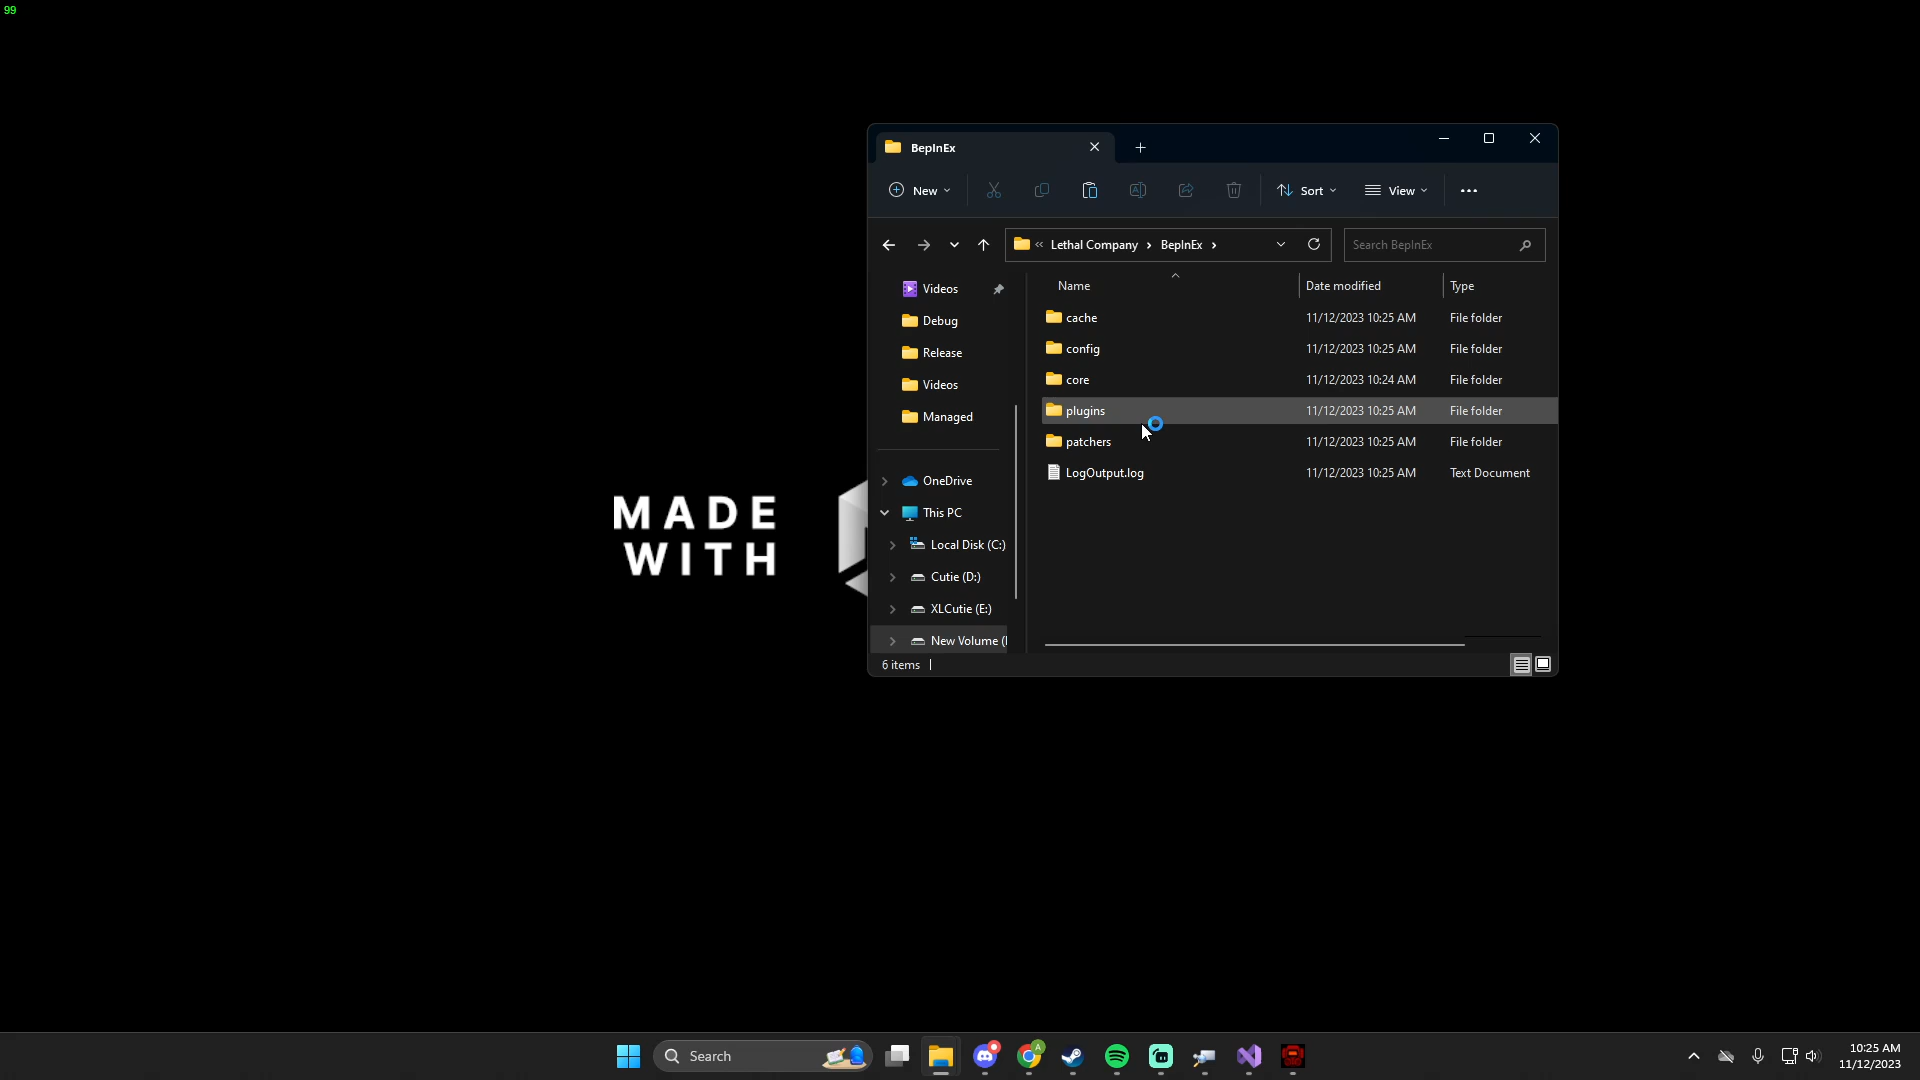 99
BepInEx
New
Sort
View
Lethal Company
BepInEx
Search BepInEx
Name
Date modified
Type
Videos
Debug
Release
Videos
Managed
OneDrive
This PC
Local Disk (C:)
Cutie (D:)
XLCutie (E:)
New Volume (
cache 11/12/2023 10:25 AM File folder
config 11/12/2023 10:25 AM File folder
core 11/12/2023 10:24 AM File folder
plugins 11/12/2023 10:25 AM File folder
patchers 11/12/2023 10:25 AM File folder
LogOutput.log 11/12/2023 10:25 AM Text Document
6 items
MADE
WITH
Search
A
10:25 AM
11/12/2023